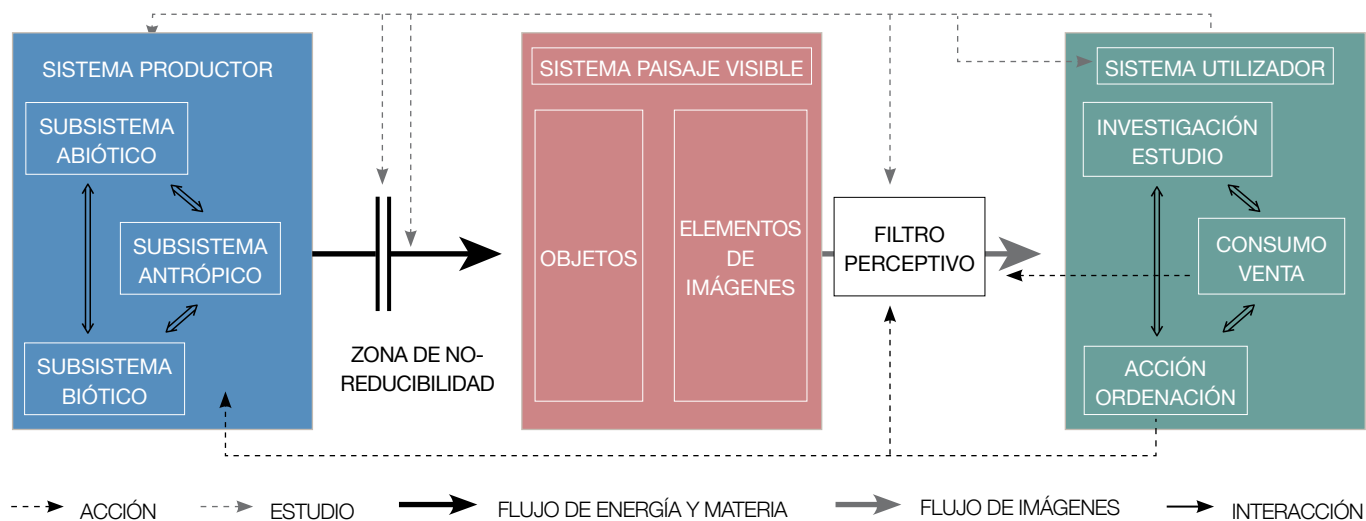 SISTEMA PRODUCTOR
SUBSISTEMA
ABIÓTICO
SUBSISTEMA
ANTRÓPICO
SUBSISTEMA
BIÓTICO
ZONA DE NO-
REDUCIBILIDAD
SISTEMA PAISAJE VISIBLE
OBJETOS
ELEMENTOS
DE
IMÁGENES
FILTRO
PERCEPTIVO
SISTEMA UTILIZADOR
INVESTIGACIÓN
ESTUDIO
CONSUMO
VENTA
ACCIÓN
ORDENACIÓN
ACCIÓN
ESTUDIO
FLUJO DE ENERGÍA Y MATERIA
FLUJO DE IMÁGENES
INTERACCIÓN